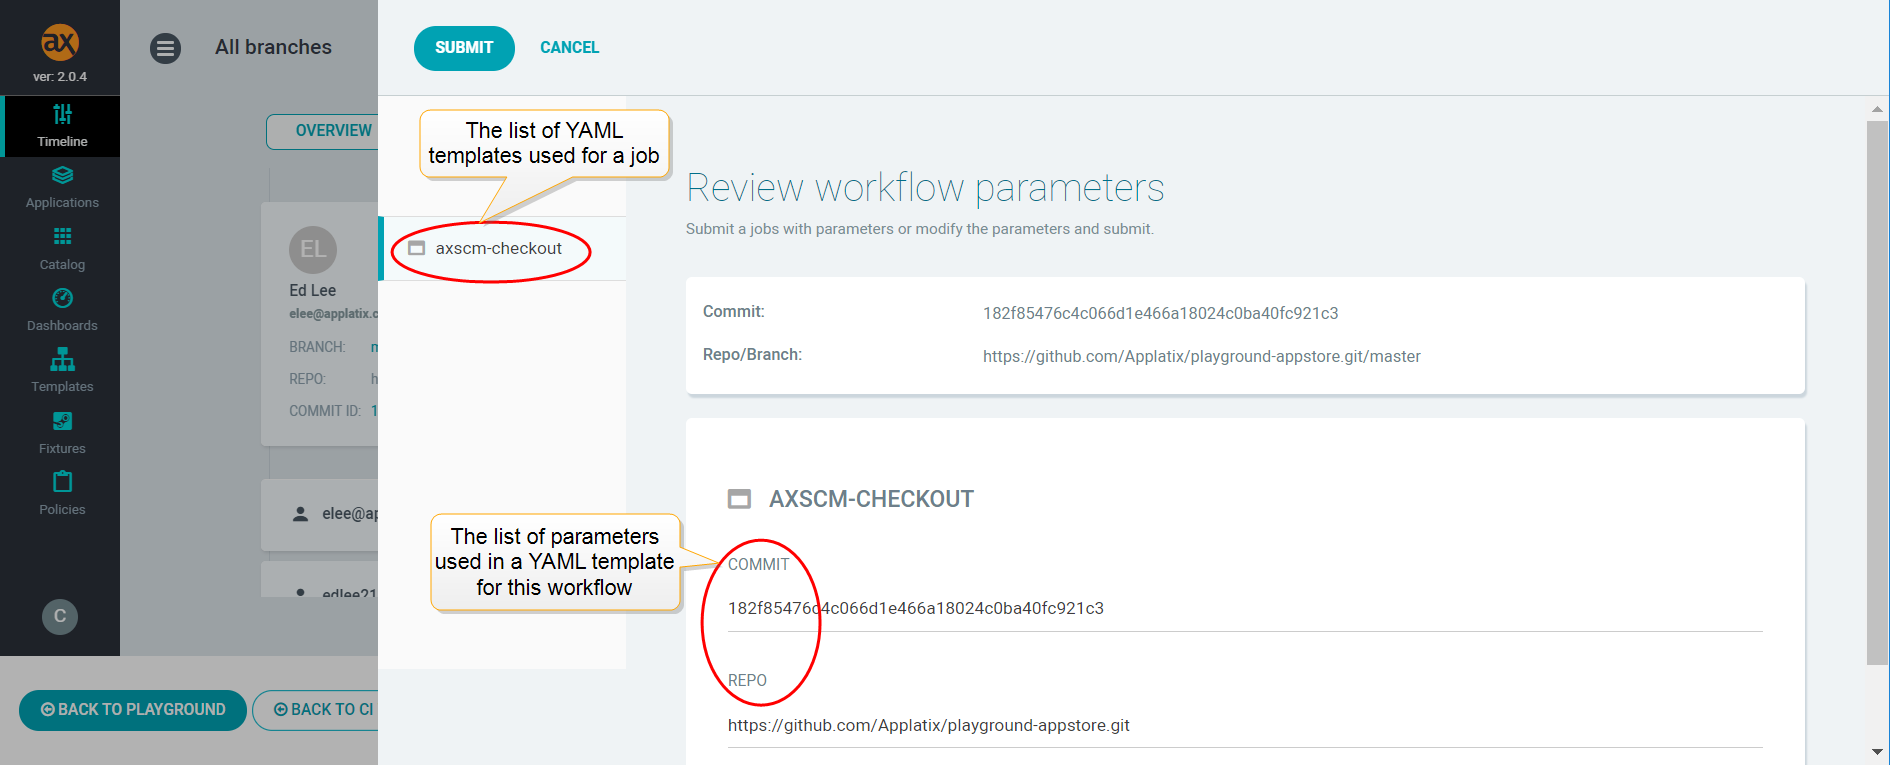 ax
ver: 2.0.4
Timeline
Applications
Catalog
Dashboards
Templates
Fixtures
Policies
C
All branches
OVERVIEW
EL
Ed Lee
elee@applatix.c
BRANCH: m
REPO: h
COMMIT ID: 1
elee@ap
edlee21
BACK TO PLAYGROUND
BACK TO CI
SUBMIT
CANCEL
The list of YAML
templates used for a job
axscm-checkout
Review workflow parameters
Submit a jobs with parameters or modify the parameters and submit.
Commit: 182f85476c4c066d1e466a18024c0ba40fc921c3
Repo/Branch: https://github.com/Applatix/playground-appstore.git/master
AXSCM-CHECKOUT
The list of parameters
used in a YAML template
for this workflow
COMMIT
182f85476c4c066d1e466a18024c0ba40fc921c3
REPO
https://github.com/Applatix/playground-appstore.git